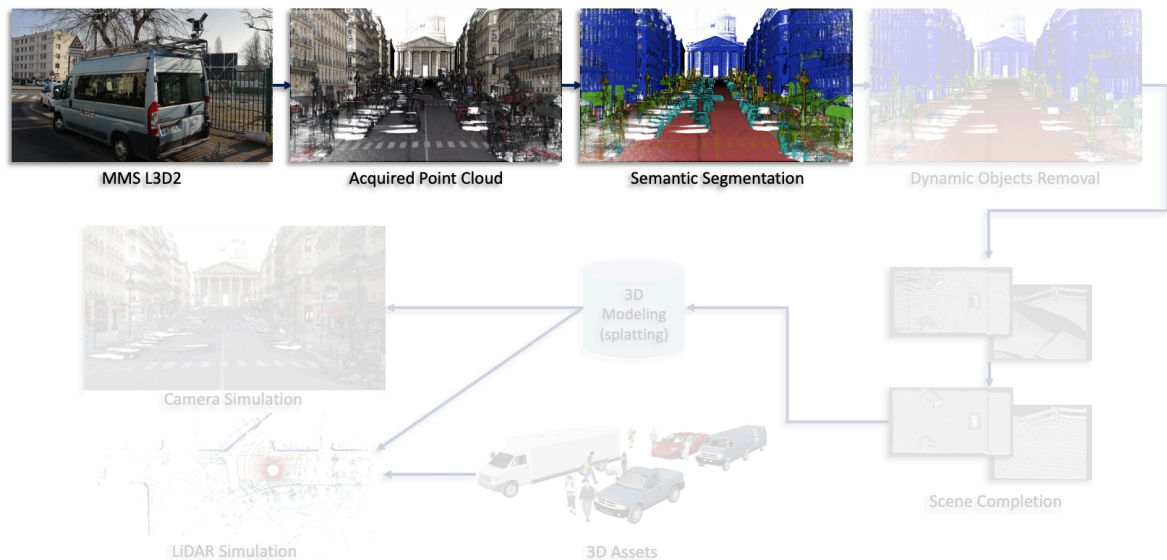 MMS L3D2
Acquired Point Cloud
Semantic Segmentation
Dynamic Objects Removal
3D
Modeling
(splatting)
Camera Simulation
LiDAR Simulation
3D Assets
Scene Completion